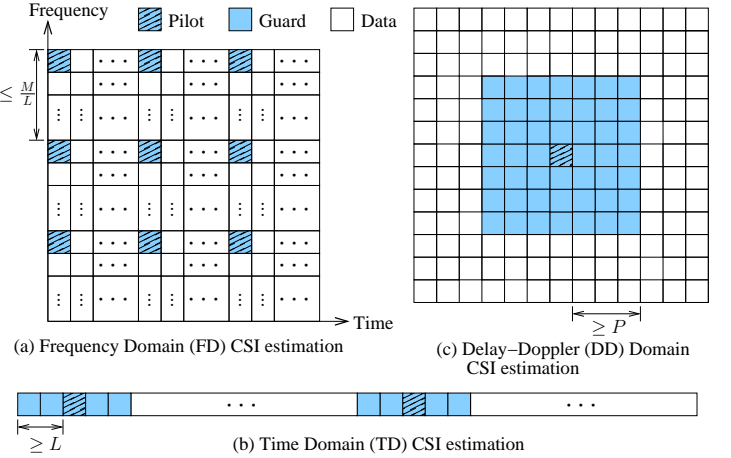 Frequency
Pilot Guard Data
≤ M/L
Time
(a) Frequency Domain (FD) CSI estimation
≥ P
(c) Delay–Doppler (DD) Domain
CSI estimation
≥ L
(b) Time Domain (TD) CSI estimation